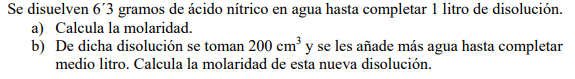 Se disuelven 6´3 gramos de ácido nítrico en agua hasta completar 1 litro de disolución.
a) Calcula la molaridad.
b) De dicha disolución se toman 200 cm³ y se les añade más agua hasta completar
medio litro. Calcula la molaridad de esta nueva disolución.